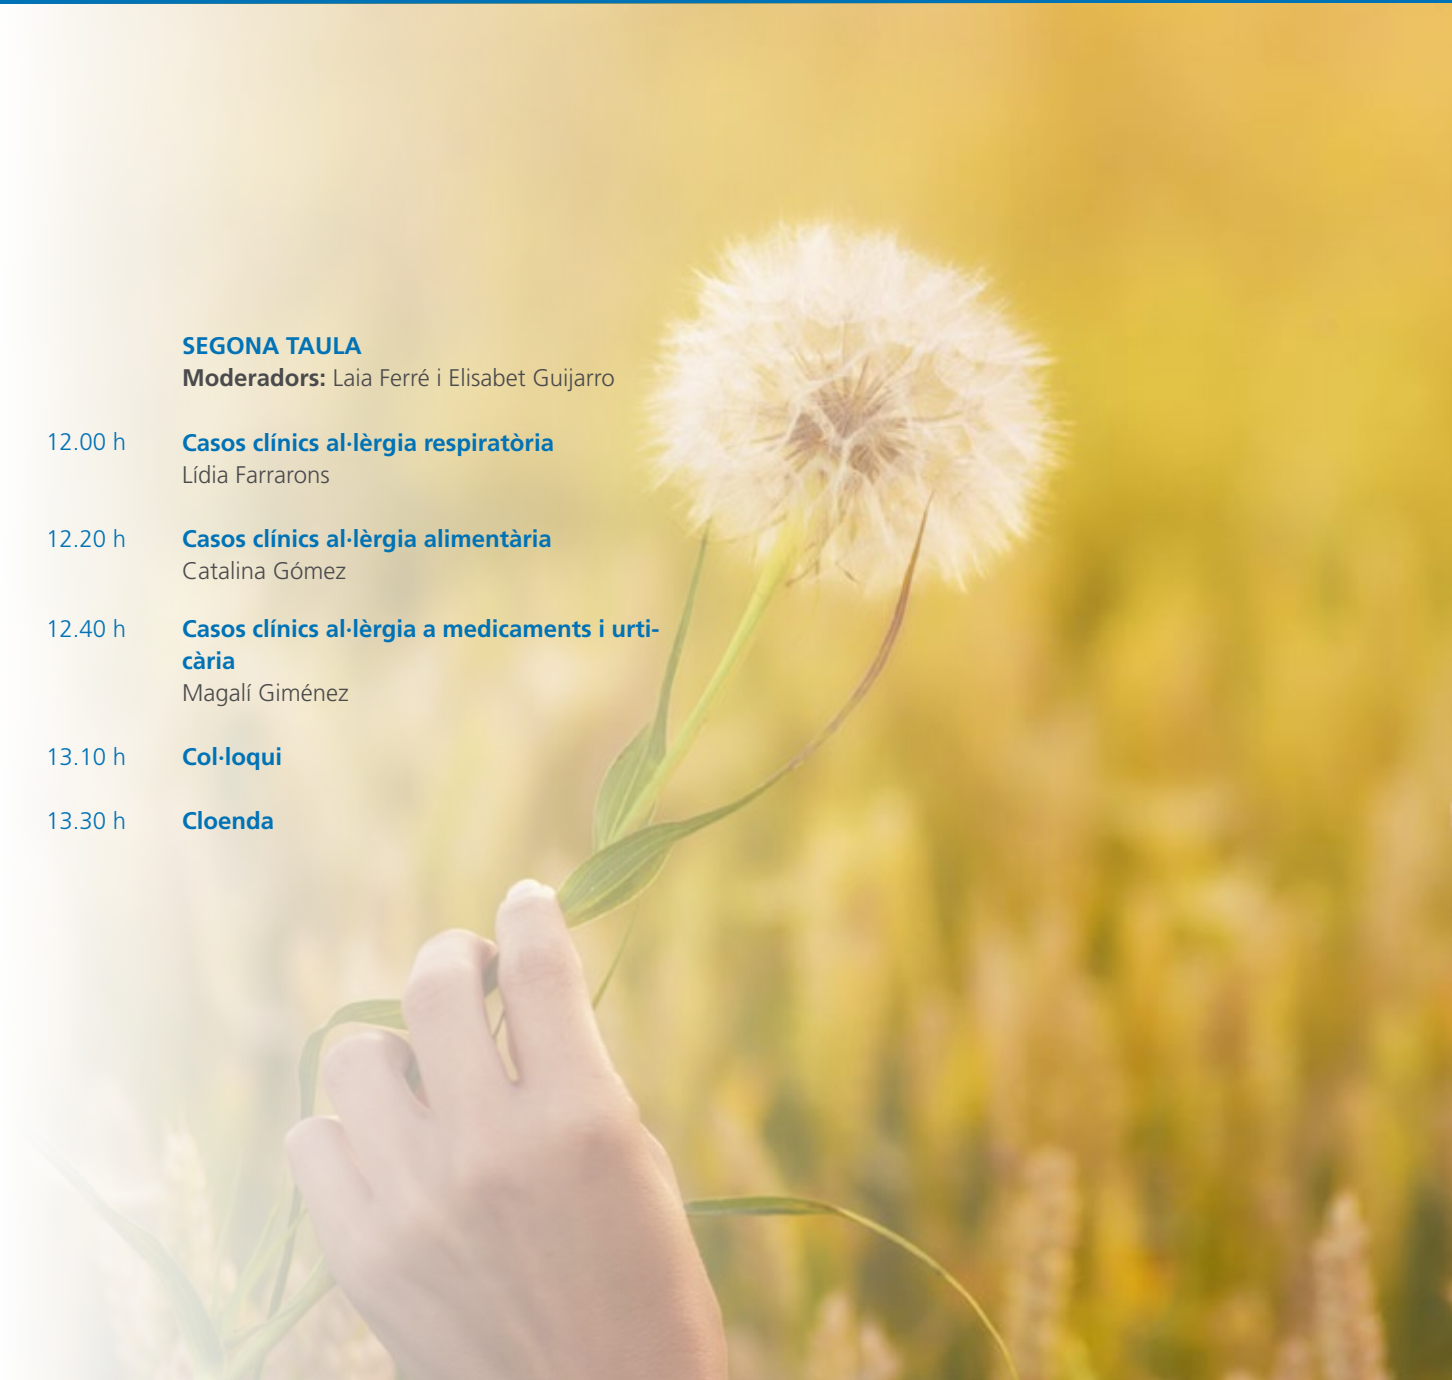 SEGONA TAULA
Moderadors: Laia Ferré i Elisabet Guijarro
12.00 h Casos clínics al·lèrgia respiratòria
Lídia Farrarons
12.20 h Casos clínics al·lèrgia alimentària
Catalina Gómez
12.40 h Casos clínics al·lèrgia a medicaments i urti-
cària
Magalí Giménez
13.10 h Col·loqui
13.30 h Cloenda